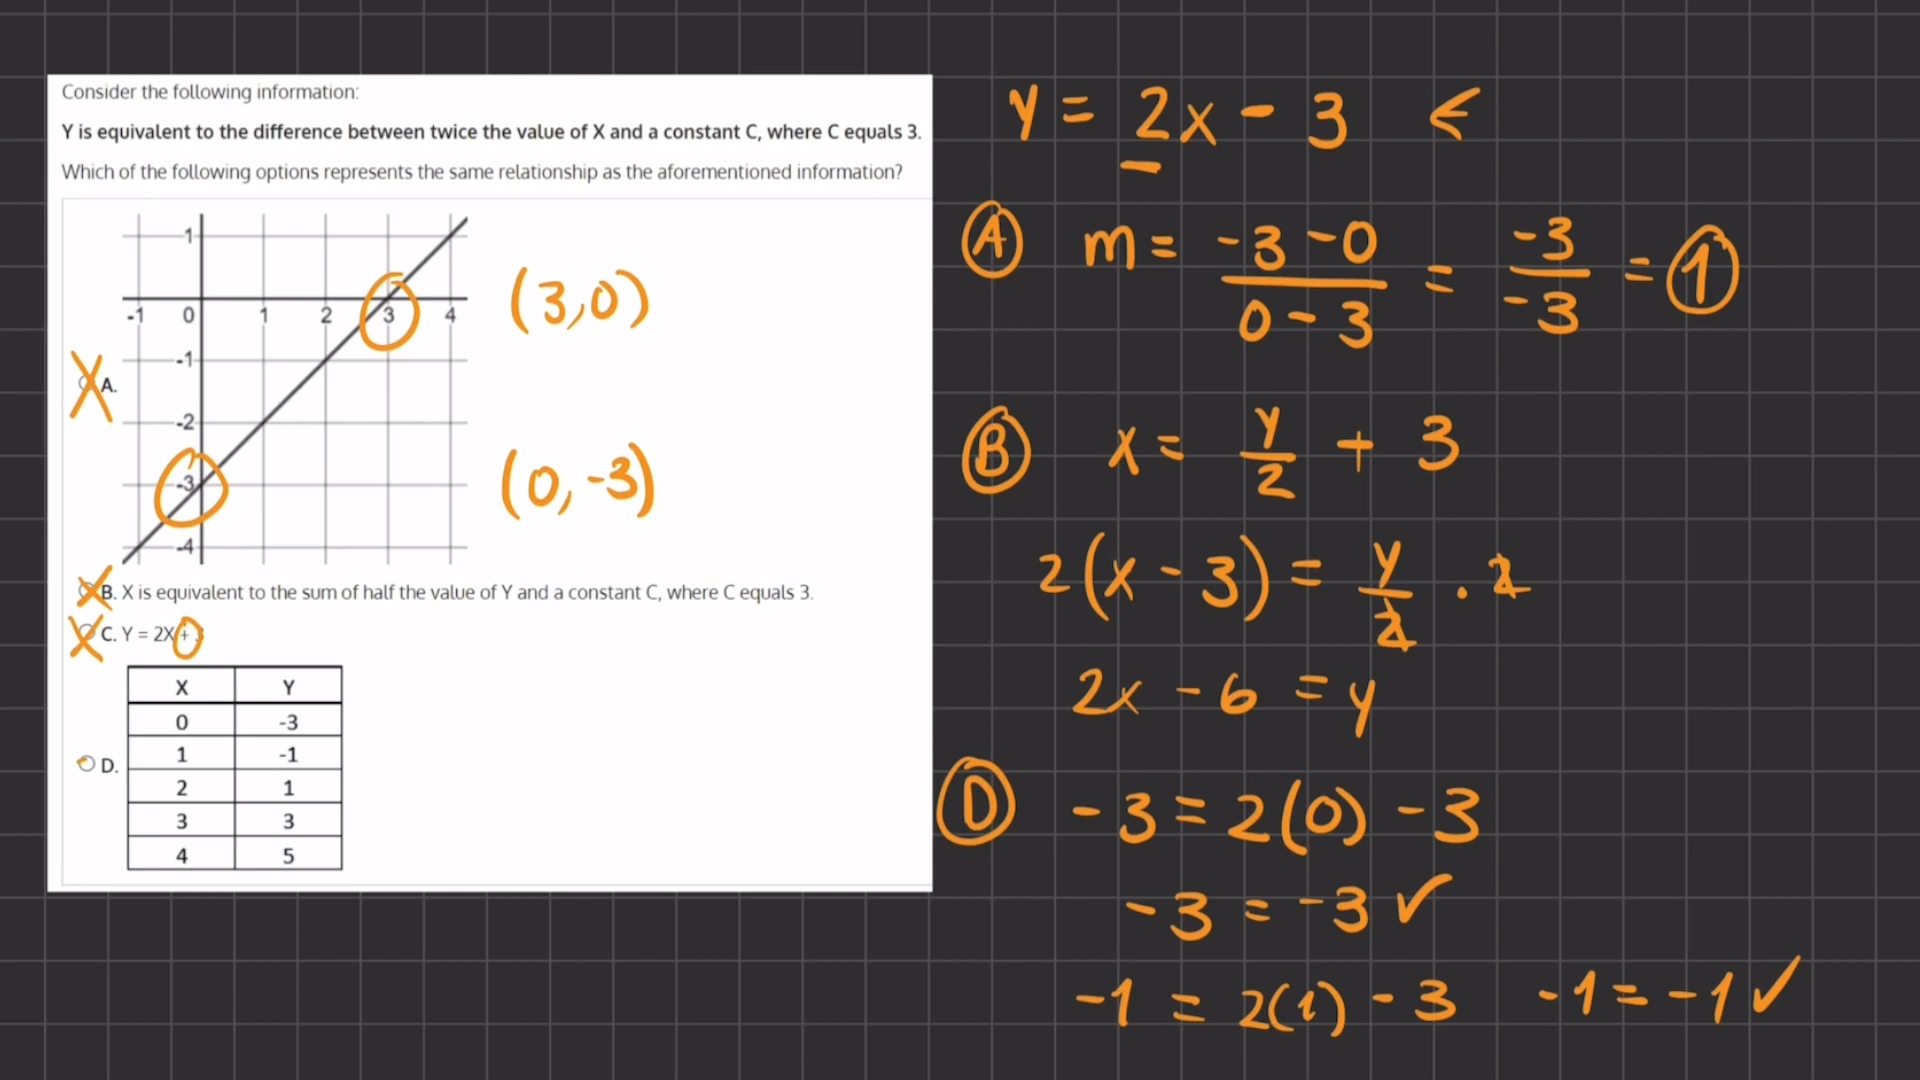 Consider the following information:
Y is equivalent to the difference between twice the value of X and a constant C, where C equals 3.
Which of the following options represents the same relationship as the aforementioned information?
1
-1 0 1 2 3 4
-1
-2
-3
-4
A.
X
(3,0)
(0,-3)
X B. X is equivalent to the sum of half the value of Y and a constant C, where C equals 3.
X C. Y = 2X +
D.
X Y
0 -3
1 -1
2 1
3 3
4 5
y = 2x - 3 ←
A m = -3-0 / 0-3 = -3 / -3 = 1
B x = y/2 + 3
2(x-3) = y/2 · 2
2x - 6 = y
D -3 = 2(0) - 3
-3 = -3 ✓
-1 = 2(1) - 3 -1 = -1 ✓